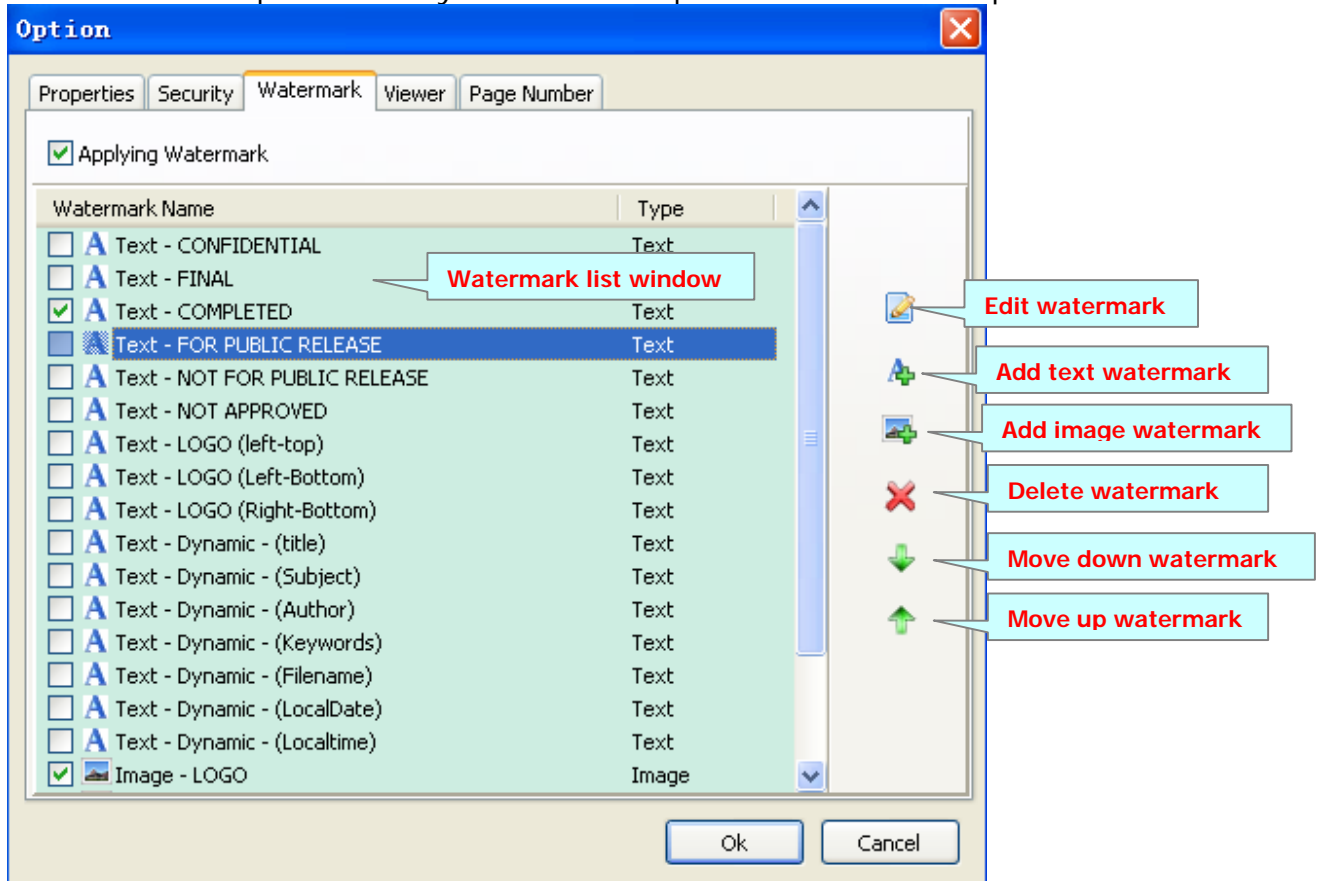 Option
Properties Security Watermark Viewer Page Number
Applying Watermark
Watermark Name Type
Text - CONFIDENTIAL Text
Text - FINAL
Watermark list window
Text - COMPLETED Text
Text - FOR PUBLIC RELEASE Text
Text - NOT FOR PUBLIC RELEASE Text
Text - NOT APPROVED Text
Text - LOGO (left-top) Text
Text - LOGO (Left-Bottom) Text
Text - LOGO (Right-Bottom) Text
Text - Dynamic - (title) Text
Text - Dynamic - (Subject) Text
Text - Dynamic - (Author) Text
Text - Dynamic - (Keywords) Text
Text - Dynamic - (Filename) Text
Text - Dynamic - (LocalDate) Text
Text - Dynamic - (Localtime) Text
Image - LOGO Image
Edit watermark
Add text watermark
Add image watermark
Delete watermark
Move down watermark
Move up watermark
Ok Cancel